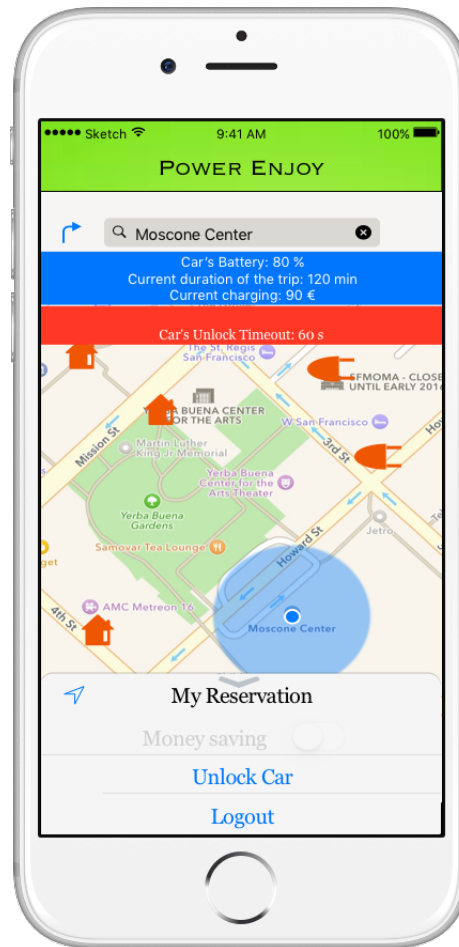 Sketch 9:41 AM 100%
POWER ENJOY
Moscone Center
Car's Battery: 80 %
Current duration of the trip: 120 min
Current charging: 90 €
Car's Unlock Timeout: 60 s
The St. Regis
San Francisco
SFMOMA - CLOSE
UNTIL EARLY 2016
YERBA BUENA CENTER
FOR THE ARTS
W San Francisco
Mission St
Martin Luther
King Jr Memorial
3rd St
Yerba Buena
Center for the
Arts Theater
Yerba Buena
Gardens
Jetro
Samovar Tea Lounge
Howard St
get
AMC Metreon 16
4th St
Moscone Center
My Reservation
Money saving
Unlock Car
Logout